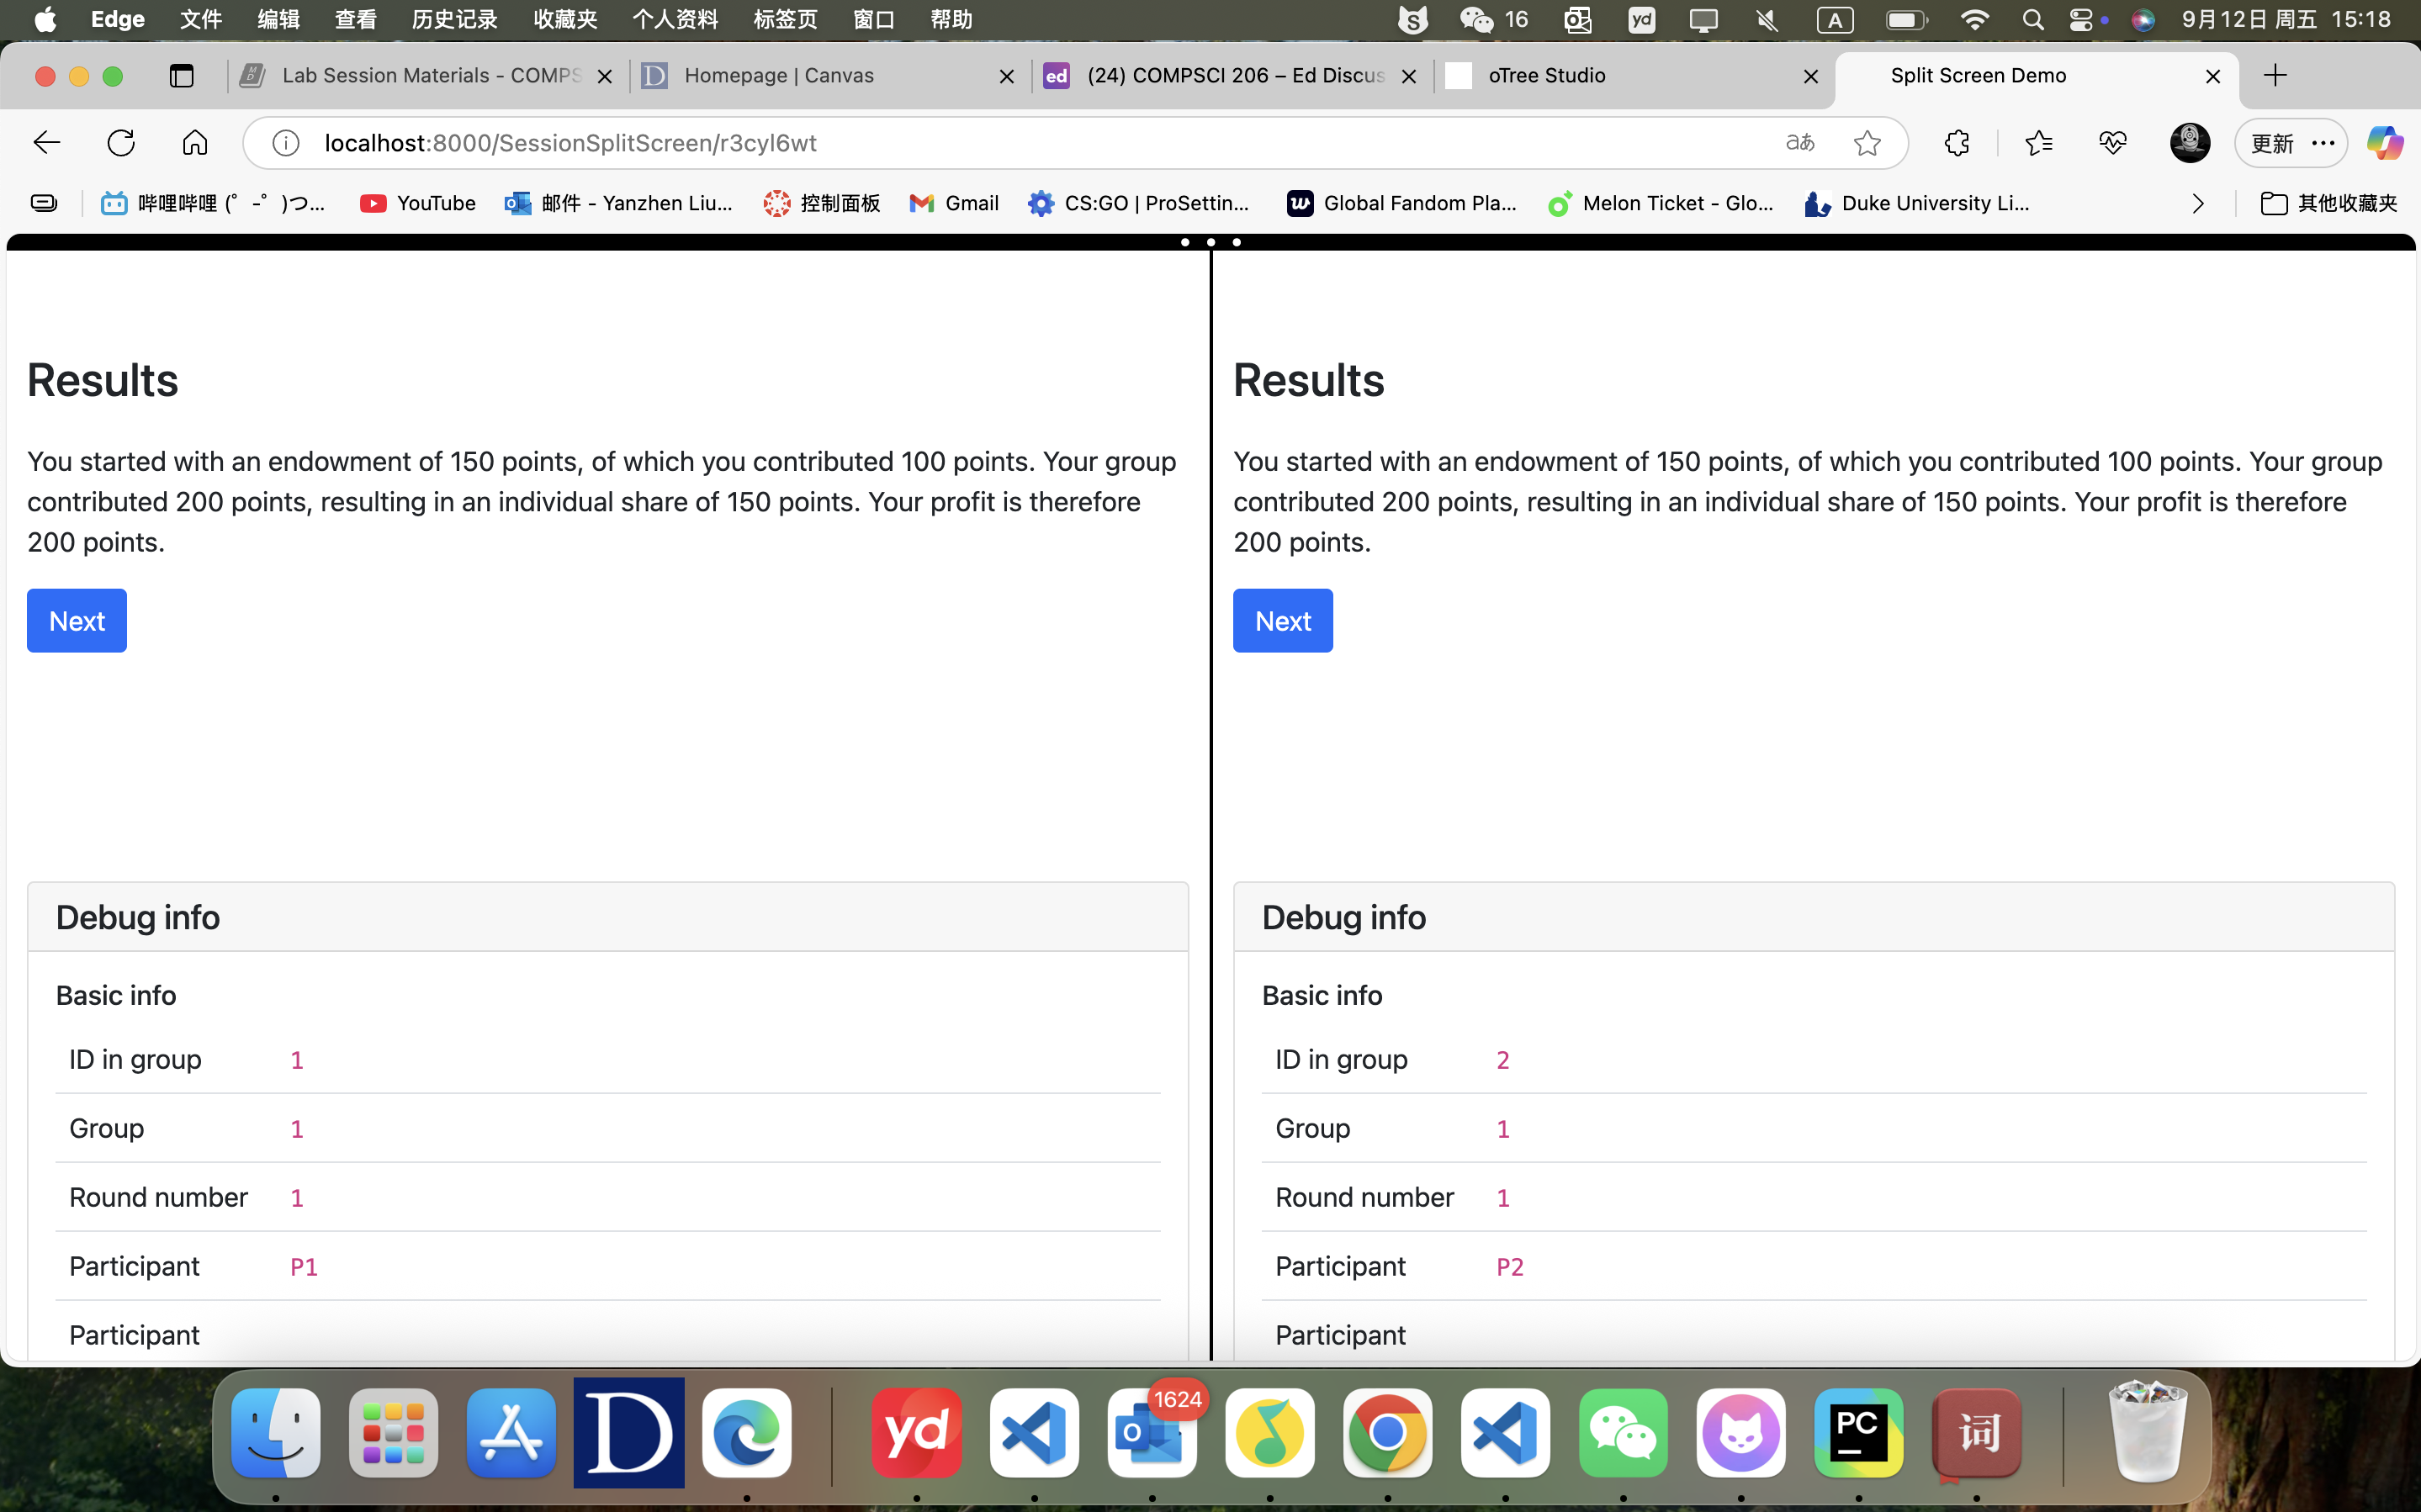 Edge 文件 编辑 查看 历史记录 收藏夹 个人资料 标签页 窗口 帮助 16 yd A 9月12日 周五 15:18
Lab Session Materials - COMPS
Homepage | Canvas
ed (24) COMPSCI 206 – Ed Discus
oTree Studio
Split Screen Demo
localhost:8000/SessionSplitScreen/r3cyl6wt
更新
哔哩哔哩 (゜-゜)つ...
YouTube
邮件 - Yanzhen Liu...
控制面板
Gmail
CS:GO | ProSettin...
Global Fandom Pla...
Melon Ticket - Glo...
Duke University Li...
其他收藏夹
Results
You started with an endowment of 150 points, of which you contributed 100 points. Your group
contributed 200 points, resulting in an individual share of 150 points. Your profit is therefore
200 points.
Next
Debug info
Basic info
ID in group 1
Group 1
Round number 1
Participant P1
Participant
Results
You started with an endowment of 150 points, of which you contributed 100 points. Your group
contributed 200 points, resulting in an individual share of 150 points. Your profit is therefore
200 points.
Next
Debug info
Basic info
ID in group 2
Group 1
Round number 1
Participant P2
Participant
D
yd
1624
PC
词